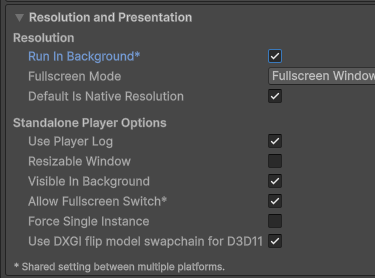 Resolution and Presentation
Resolution
Run In Background*
Fullscreen Mode Fullscreen Window
Default Is Native Resolution
Standalone Player Options
Use Player Log
Resizable Window
Visible In Background
Allow Fullscreen Switch*
Force Single Instance
Use DXGI flip model swapchain for D3D11
* Shared setting between multiple platforms.